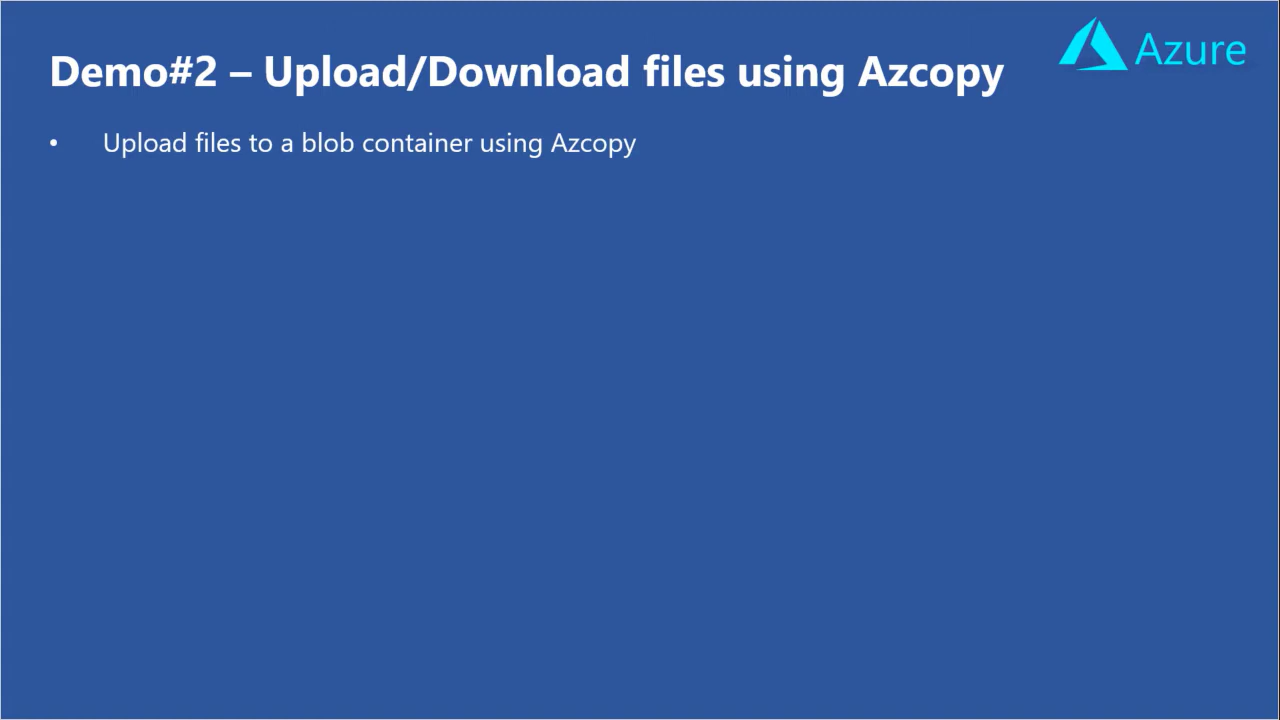 Azure
Demo#2 – Upload/Download files using Azcopy
• Upload files to a blob container using Azcopy